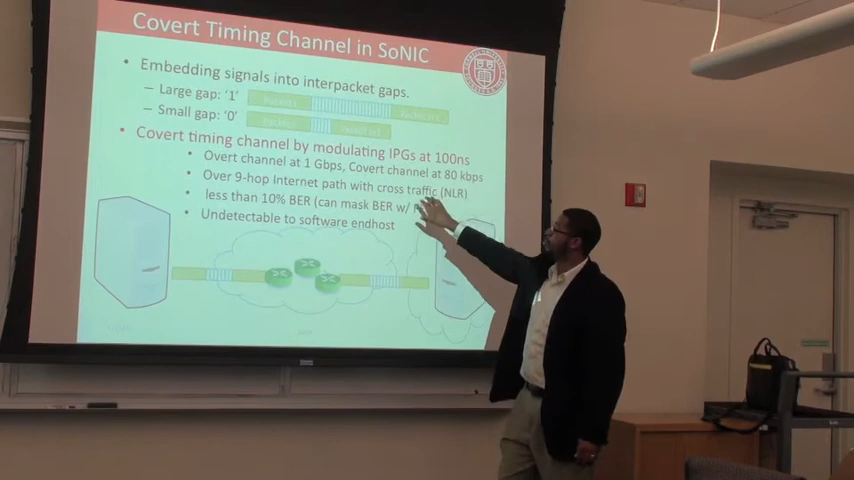 Covert Timing Channel in SoNIC
• Embedding signals into interpacket gaps.
– Large gap: '1'
– Small gap: '0'
• Covert timing channel by modulating IPGs at 100ns
• Overt channel at 1 Gbps, Covert channel at 80 kbps
• Over 9-hop Internet path with cross traffic (NLR)
• less than 10% BER (can mask BER w/
• Undetectable to software endhost